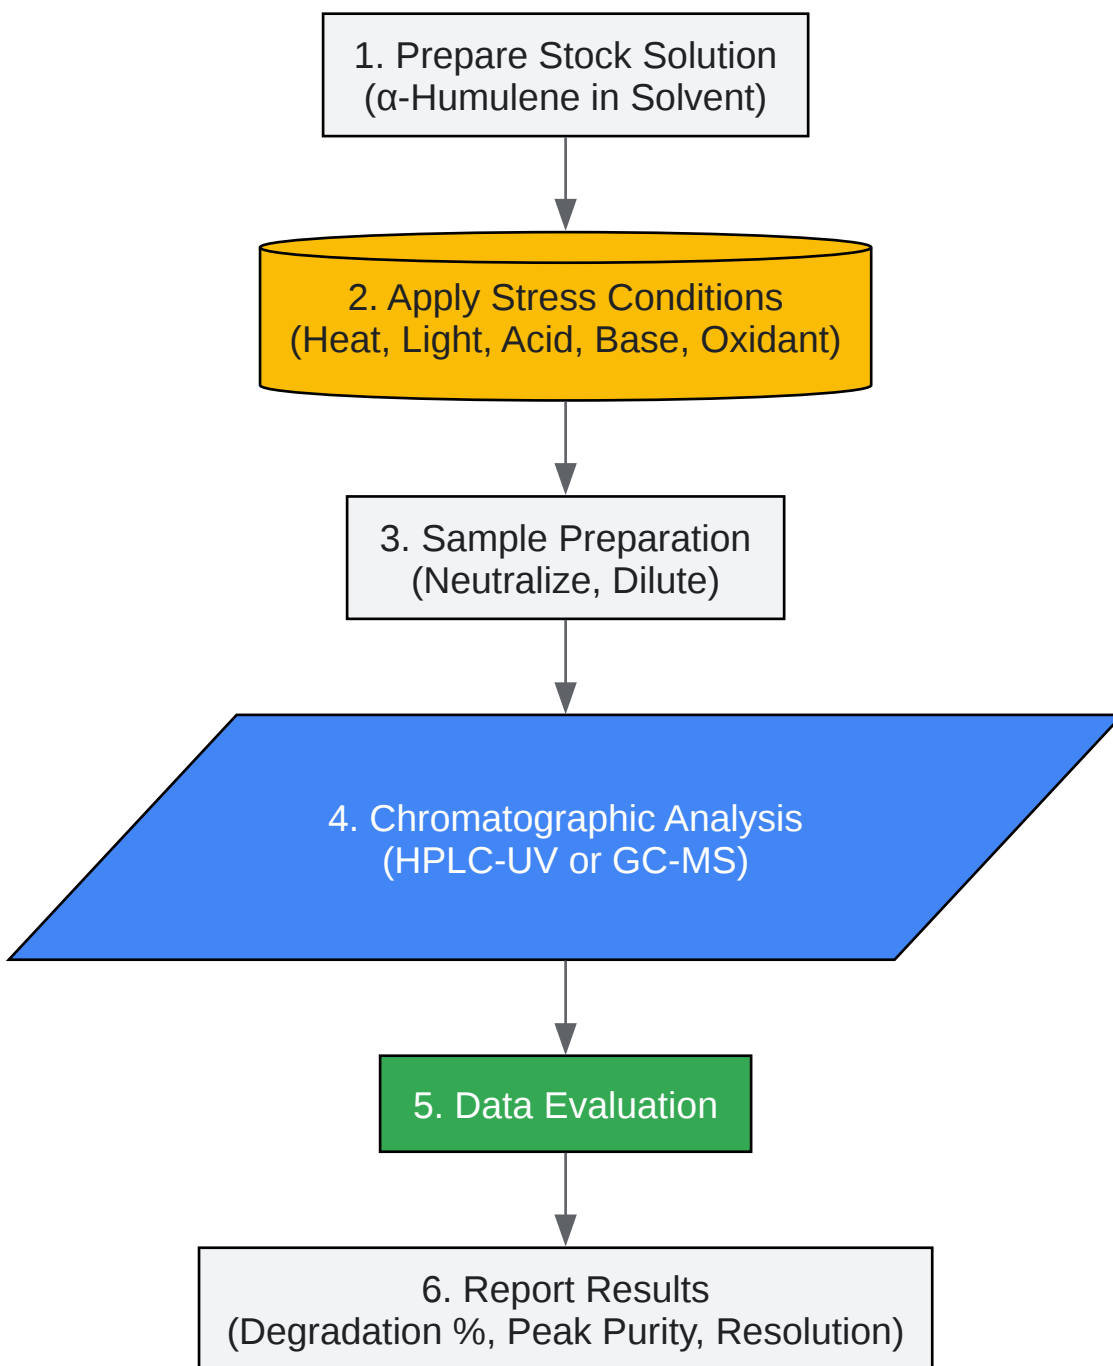 1. Prepare Stock Solution
(α-Humulene in Solvent)
2. Apply Stress Conditions
(Heat, Light, Acid, Base, Oxidant)
3. Sample Preparation
(Neutralize, Dilute)
4. Chromatographic Analysis
(HPLC-UV or GC-MS)
5. Data Evaluation
6. Report Results
(Degradation %, Peak Purity, Resolution)